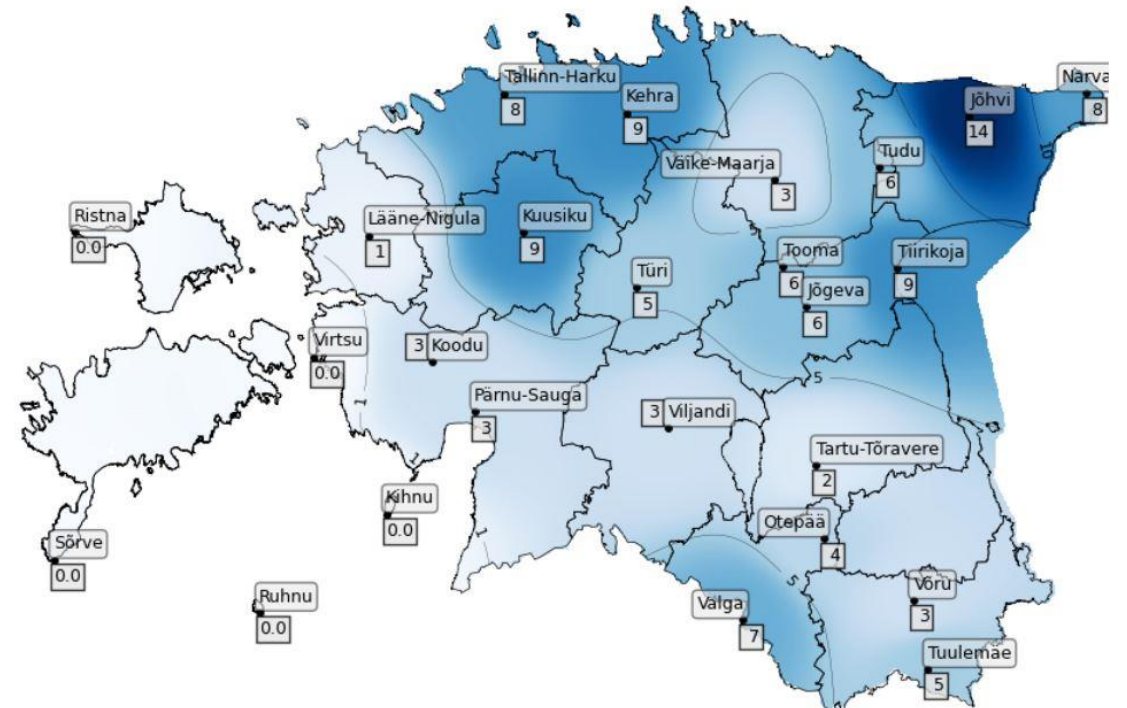 Tallinn-Harku
8
Kehra
9
Jõhvi
14
Narva
8
10
Väike-Maarja
3
Tudu
6
Ristna
0.0
Lääne-Nigula
1
Kuusiku
9
Türi
5
Tooma
6
Jõgeva
6
Tiirikoja
9
Virtsu
0.0
3 Koodu
5
1
Pärnu-Sauga
3
3 Viljandi
1
Tartu-Tõravere
2
Kihnu
0.0
Otepää
4
1
Sõrve
0.0
5
Ruhnu
0.0
Valga
7
Võru
3
Tuulemäe
5